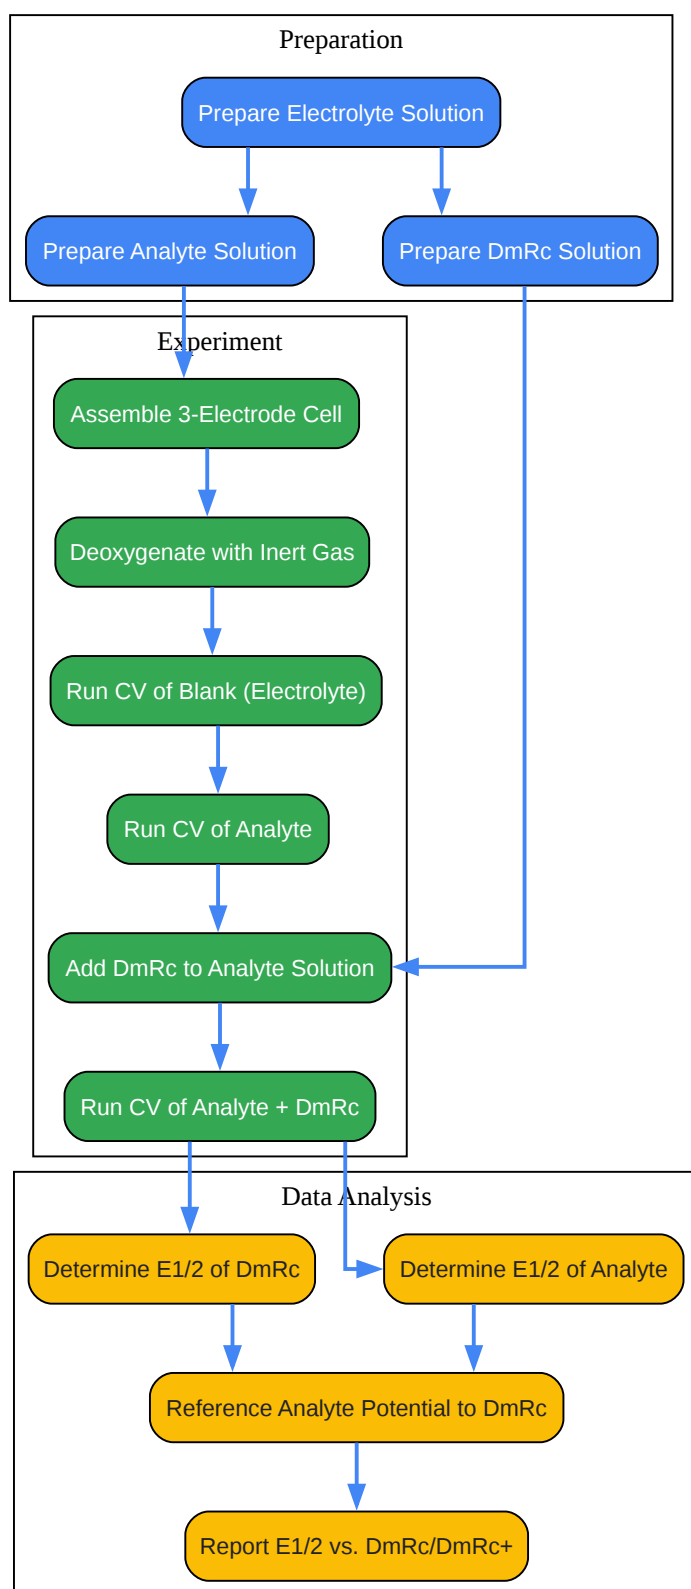 Preparation
Prepare Electrolyte Solution
Prepare Analyte Solution
Prepare DmRc Solution
Experiment
Assemble 3-Electrode Cell
Deoxygenate with Inert Gas
Run CV of Blank (Electrolyte)
Run CV of Analyte
Add DmRc to Analyte Solution
Run CV of Analyte + DmRc
Data Analysis
Determine E1/2 of DmRc
Determine E1/2 of Analyte
Reference Analyte Potential to DmRc
Report E1/2 vs. DmRc/DmRc+